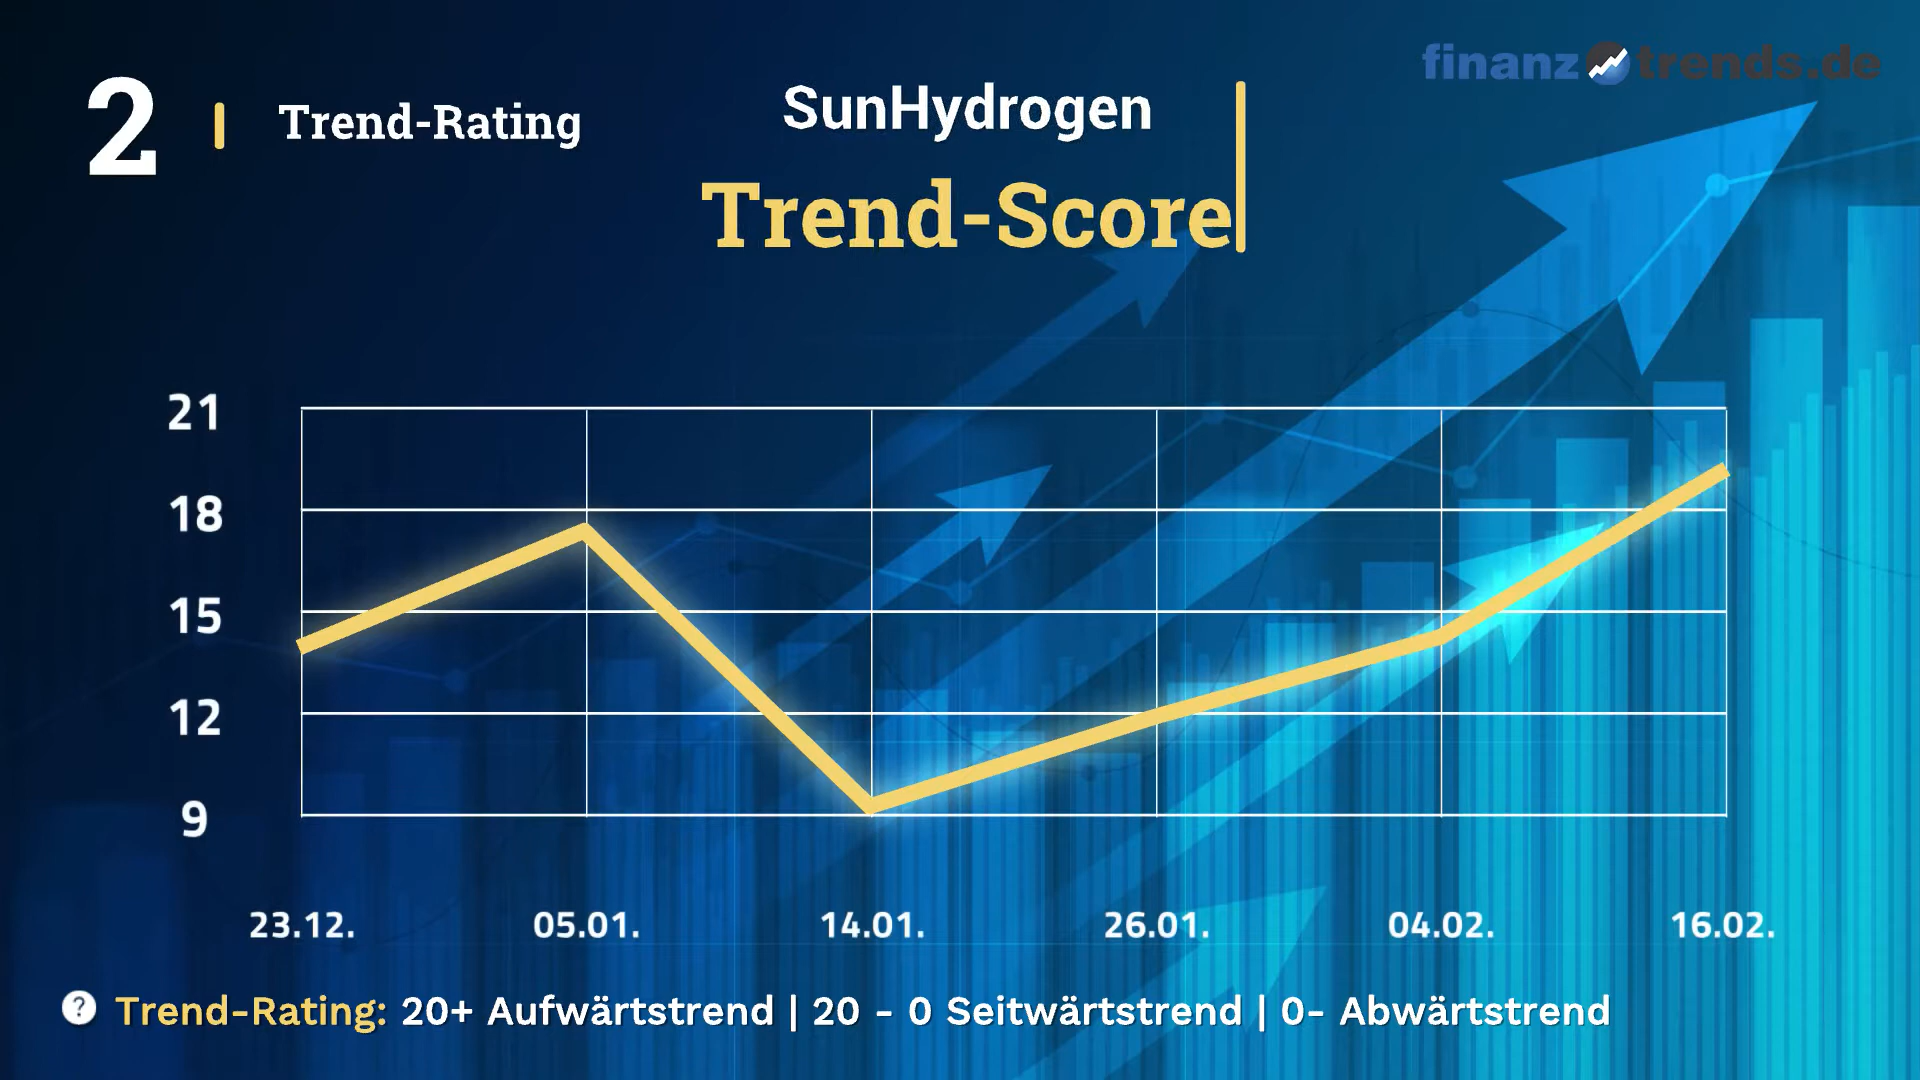 finanztrends.de
2 Trend-Rating
SunHydrogen
Trend-Score
21
18
15
12
9
23.12. 05.01. 14.01. 26.01. 04.02. 16.02.
? Trend-Rating: 20+ Aufwärtstrend | 20 - 0 Seitwärtstrend | 0- Abwärtstrend